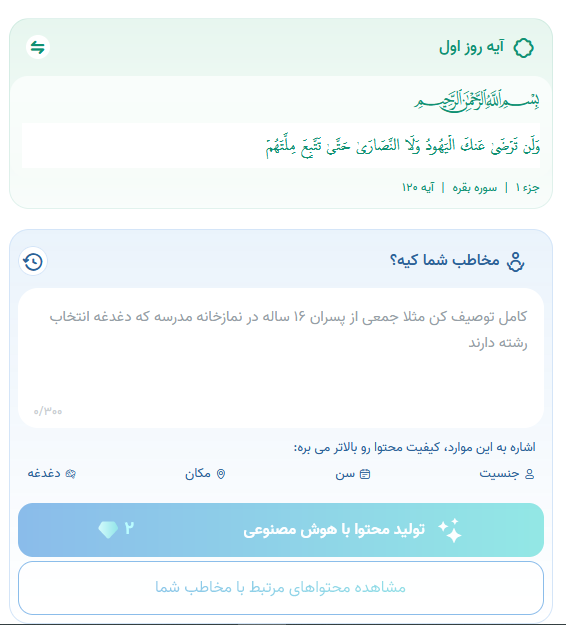 آیه روز اول
بِسْمِ اللَّهِ الرَّحْمَٰنِ الرَّحِيمِ
وَلَن تَرْضَىٰ عَنكَ الْيَهُودُ وَلَا النَّصَارَىٰ حَتَّىٰ تَتَّبِعَ مِلَّتَهُمْ
جزء ۱ | سوره بقره | آیه ۱۲۰
مخاطب شما کیه؟
کامل توصیف کن مثلا جمعی از پسران ۱۶ ساله در نمازخانه مدرسه که دغدغه انتخاب
رشته دارند
۰/۳۰۰
اشاره به این موارد، کیفیت محتوا رو بالاتر می بره:
جنسیت سن مکان دغدغه
تولید محتوا با هوش مصنوعی ۲
مشاهده محتواهای مرتبط با مخاطب شما